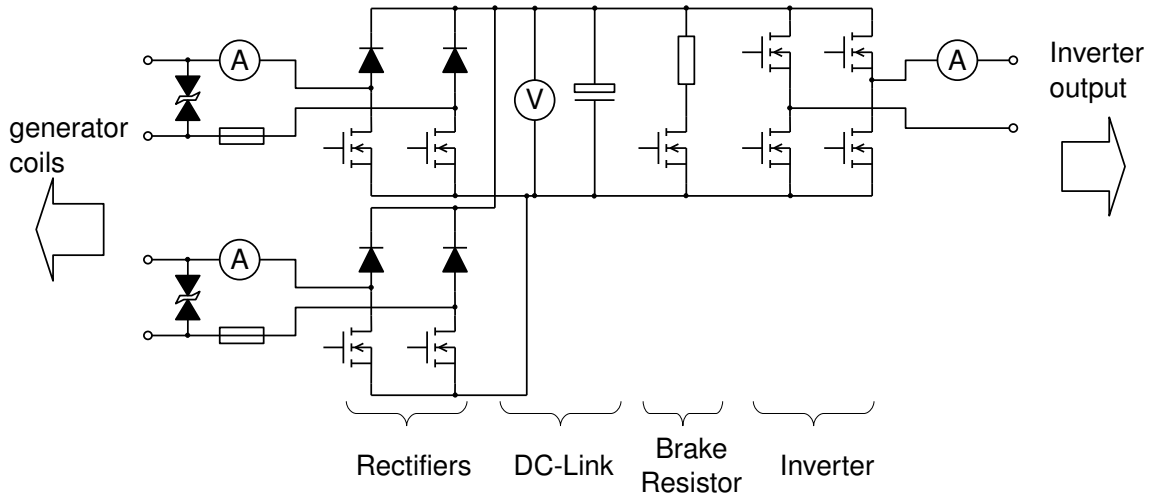 A
V
A
Inverter
output
generator
coils
A
Rectifiers
DC-Link
Brake
Resistor
Inverter